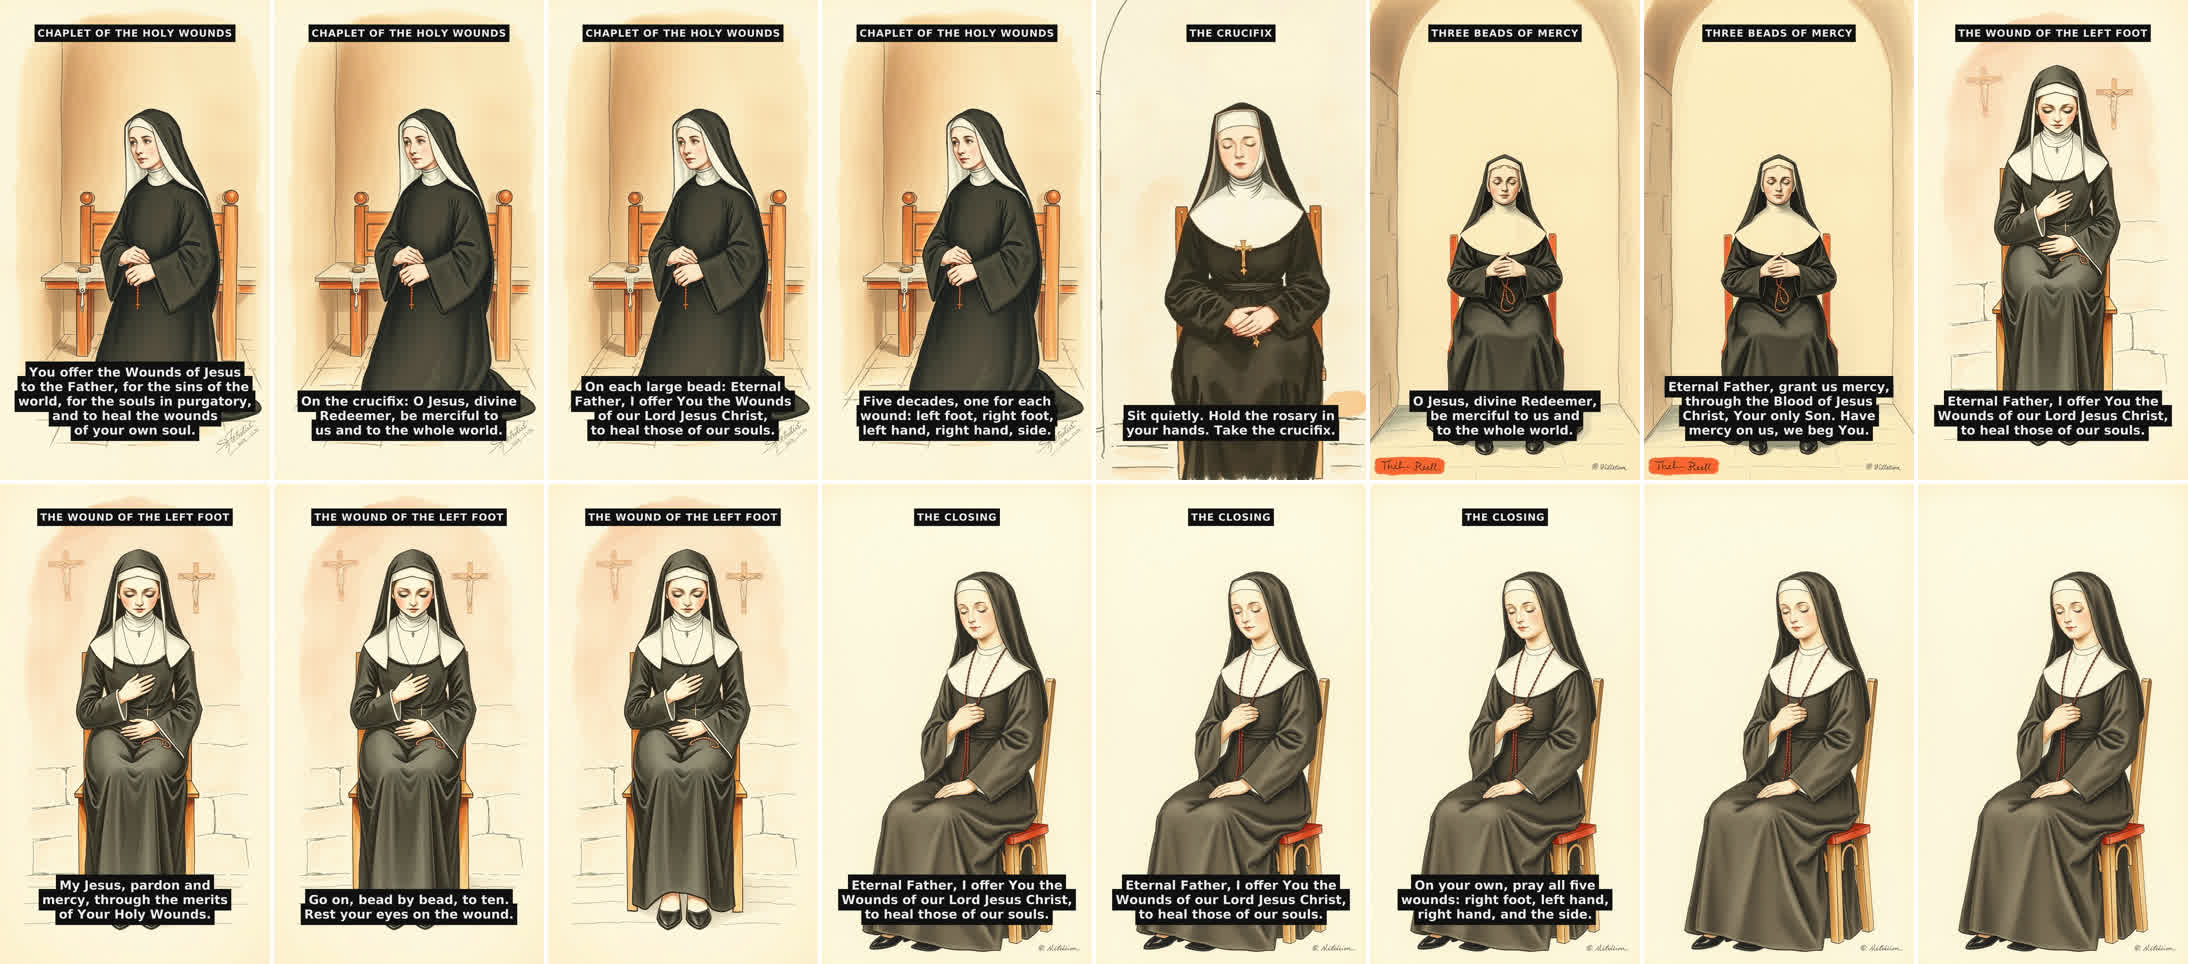 CHAPLET OF THE HOLY WOUNDS
You offer the Wounds of Jesus
to the Father, for the sins of the
world, for the souls in purgatory,
and to heal the wounds
of your own soul.
CHAPLET OF THE HOLY WOUNDS
On the crucifix: O Jesus, divine
Redeemer, be merciful to
us and to the whole world.
CHAPLET OF THE HOLY WOUNDS
On each large bead: Eternal
Father, I offer You the Wounds
of our Lord Jesus Christ,
to heal those of our souls.
CHAPLET OF THE HOLY WOUNDS
Five decades, one for each
wound: left foot, right foot,
left hand, right hand, side.
THE CRUCIFIX
Sit quietly. Hold the rosary in
your hands. Take the crucifix.
THREE BEADS OF MERCY
O Jesus, divine Redeemer,
be merciful to us and
to the whole world.
THREE BEADS OF MERCY
Eternal Father, grant us mercy,
through the Blood of Jesus
Christ, Your only Son. Have
mercy on us, we beg You.
THE WOUND OF THE LEFT FOOT
Eternal Father, I offer You the
Wounds of our Lord Jesus Christ,
to heal those of our souls.
THE WOUND OF THE LEFT FOOT
My Jesus, pardon and
mercy, through the merits
of Your Holy Wounds.
THE WOUND OF THE LEFT FOOT
Go on, bead by bead, to ten.
Rest your eyes on the wound.
THE WOUND OF THE LEFT FOOT
THE CLOSING
Eternal Father, I offer You the
Wounds of our Lord Jesus Christ,
to heal those of our souls.
THE CLOSING
Eternal Father, I offer You the
Wounds of our Lord Jesus Christ,
to heal those of our souls.
THE CLOSING
On your own, pray all five
wounds: right foot, left hand,
right hand, and the side.